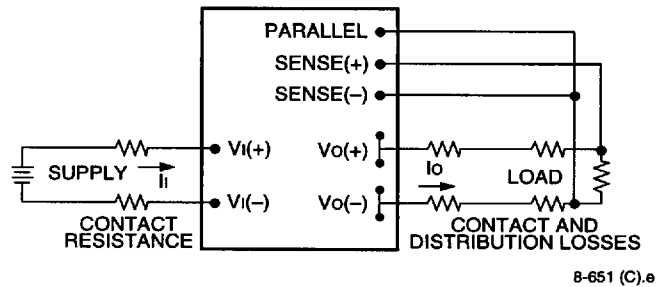 PARALLEL
SENSE(+)
SENSE(–)
VI(+)
VO(+)
SUPPLY
II
IO
LOAD
VI(–)
VO(–)
CONTACT
RESISTANCE
CONTACT AND
DISTRIBUTION LOSSES
8-651 (C).e